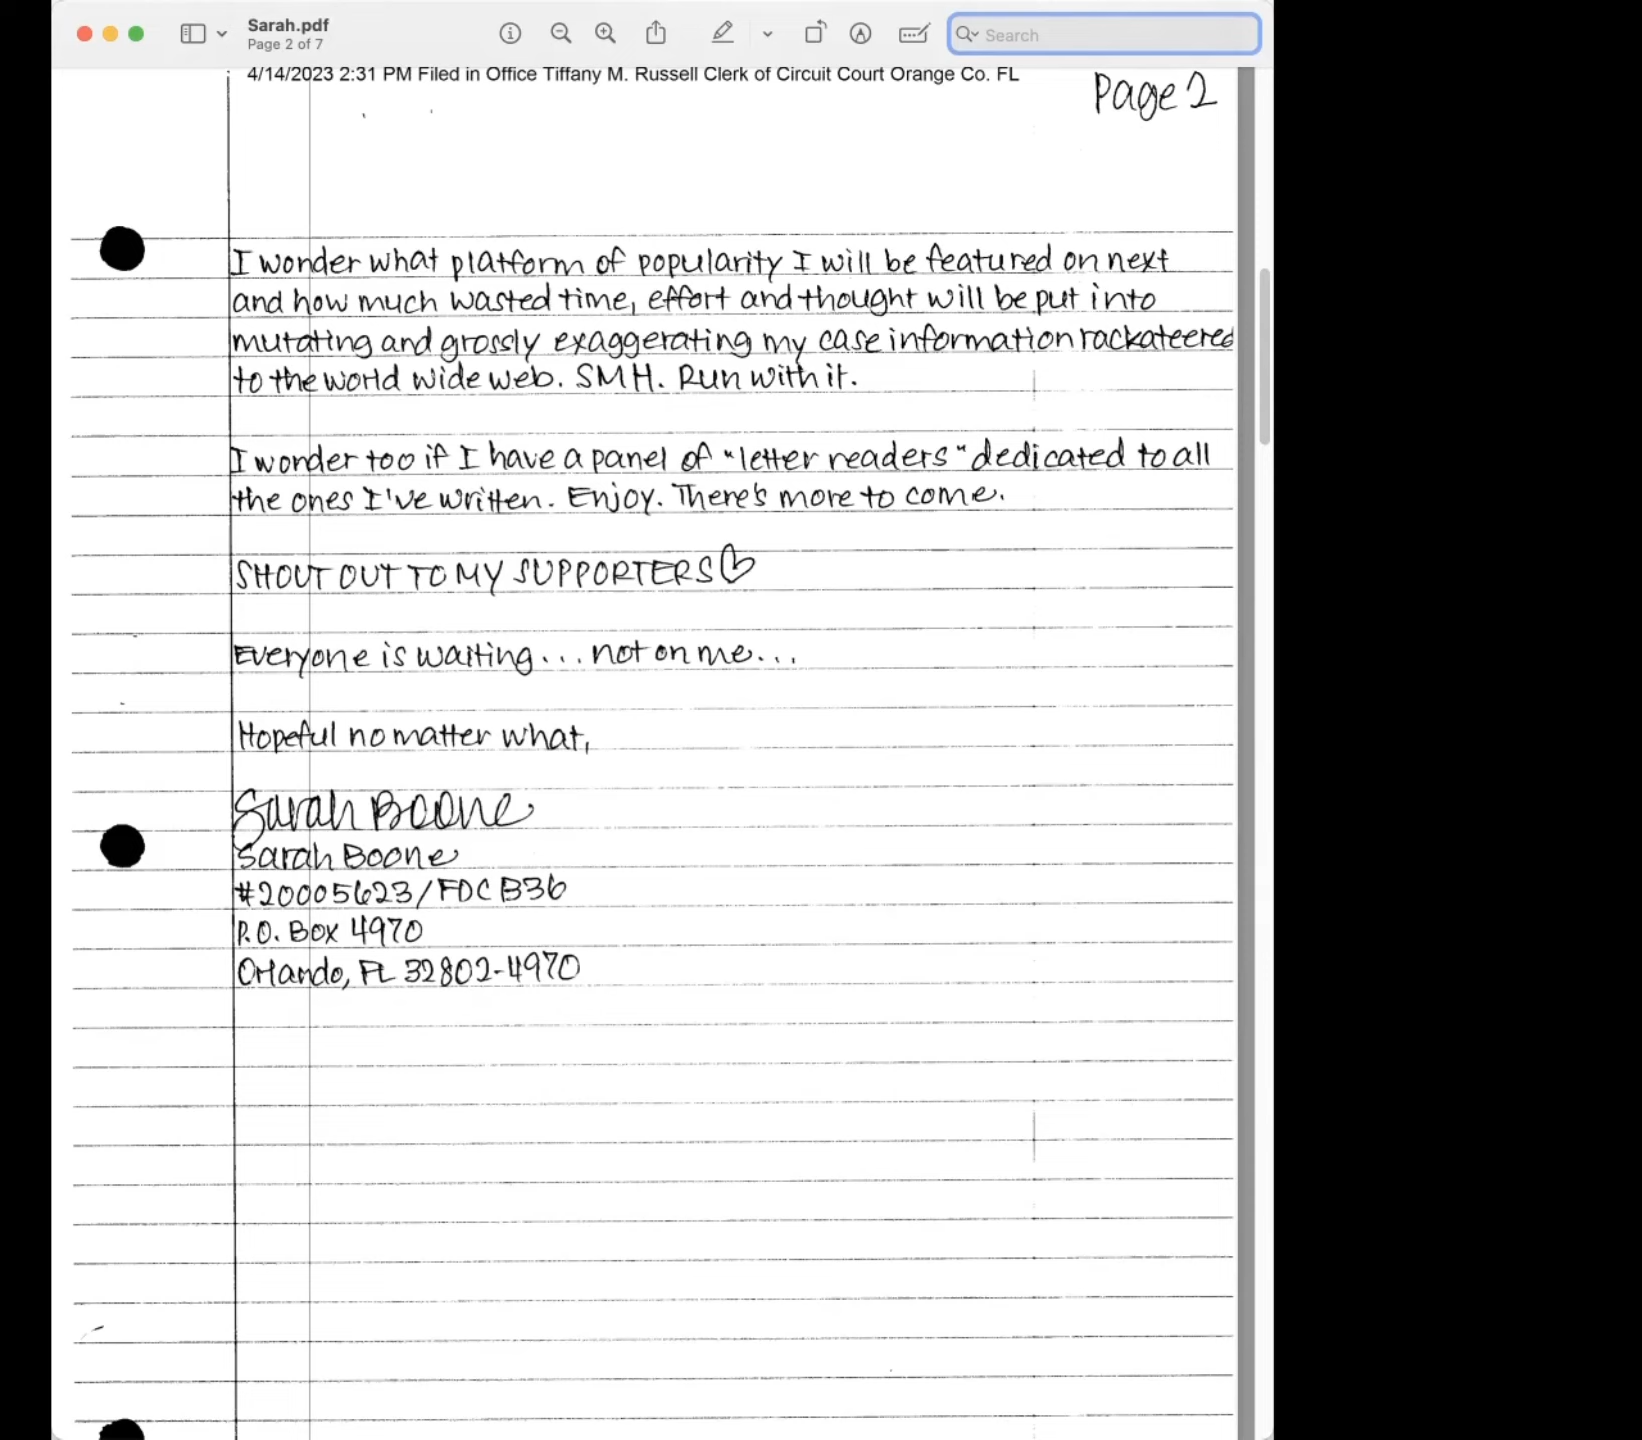 Sarah.pdf
Page 2 of 7
Search
4/14/2023 2:31 PM Filed in Office Tiffany M. Russell Clerk of Circuit Court Orange Co. FL
Page 2
I wonder what platform of popularity I will be featured on next
and how much wasted time, effort and thought will be put into
mutating and grossly exaggerating my case information rackateered
to the world wide web. SMH. Run with it.
I wonder too if I have a panel of "letter readers" dedicated to all
the ones I've written. Enjoy. There's more to come.
SHOUT OUT TO MY SUPPORTERS♡
Everyone is waiting... not on me...
Hopeful no matter what,
Sarah Boone
Sarah Boone
#20005623/FDC B36
P.O. Box 4970
Orlando, FL 32802-4970